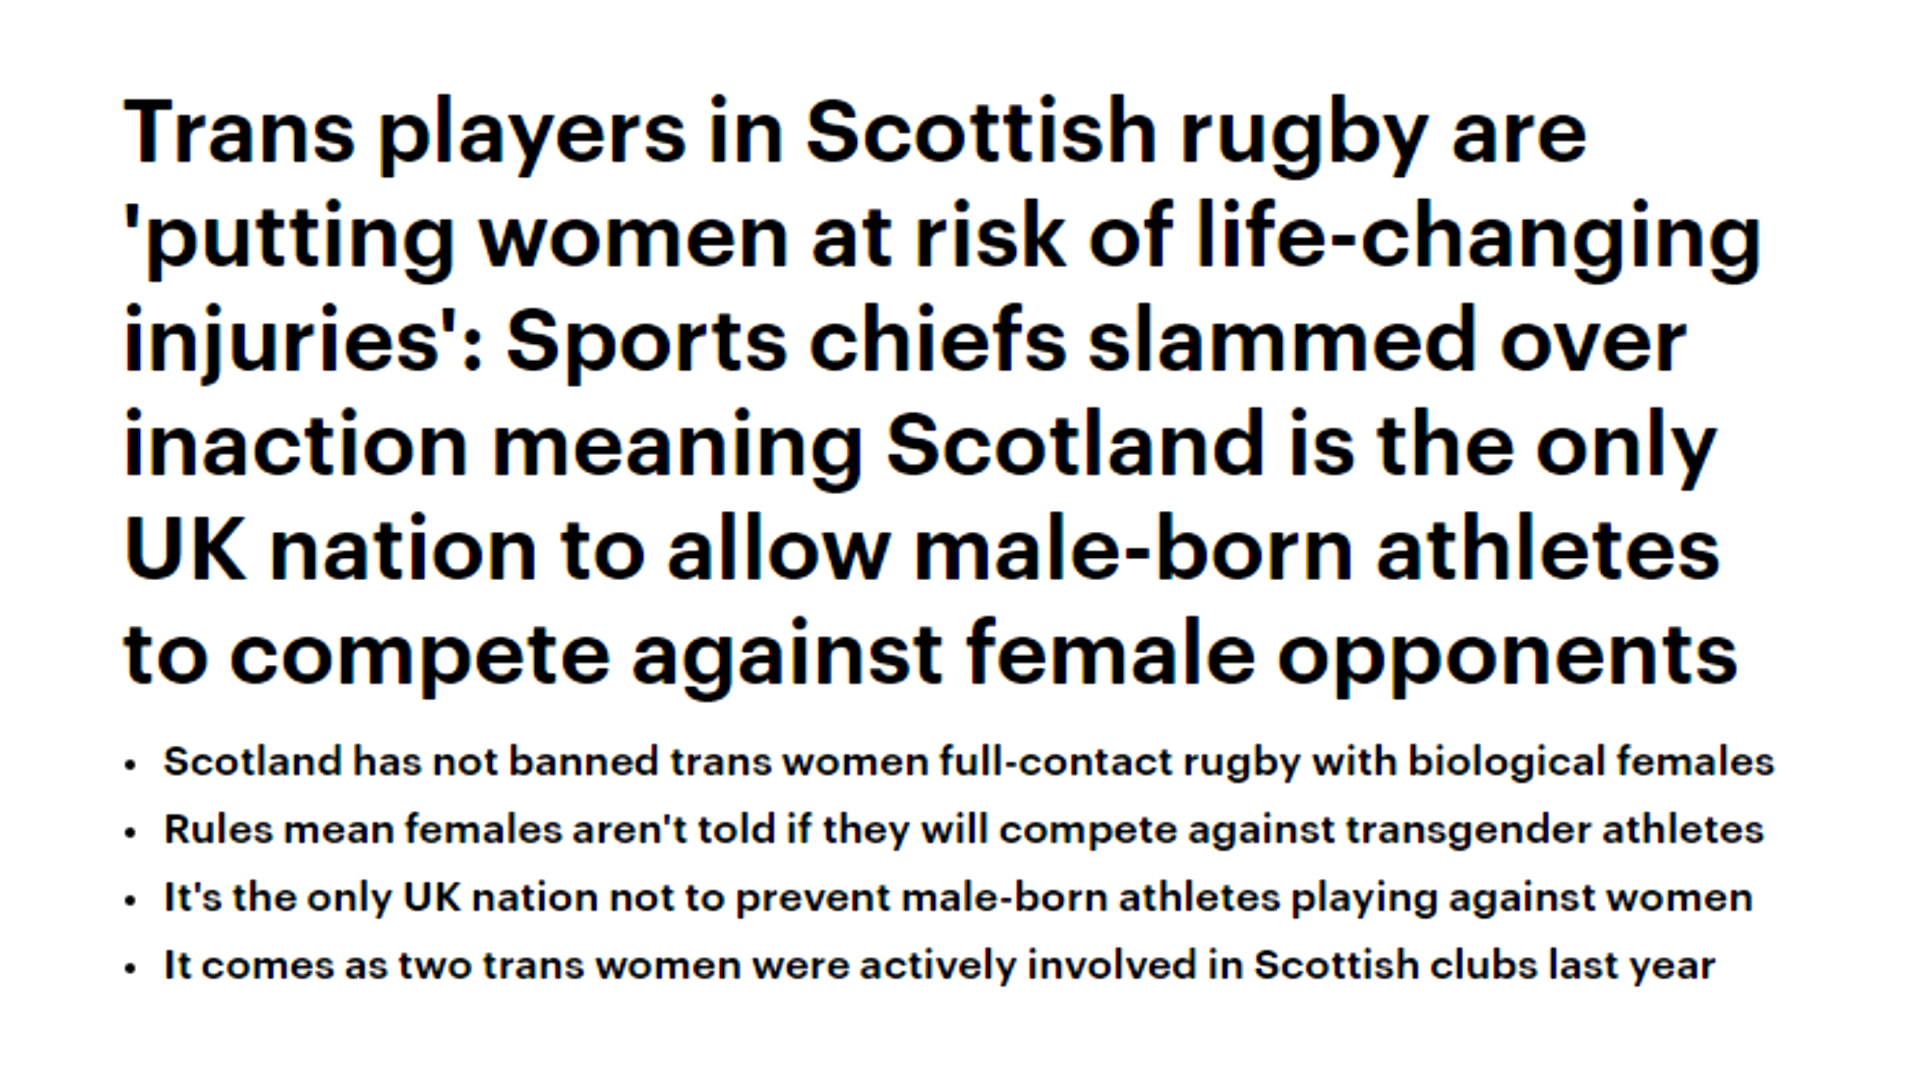 Trans players in Scottish rugby are
'putting women at risk of life-changing
injuries': Sports chiefs slammed over
inaction meaning Scotland is the only
UK nation to allow male-born athletes
to compete against female opponents
• Scotland has not banned trans women full-contact rugby with biological females
• Rules mean females aren't told if they will compete against transgender athletes
• It's the only UK nation not to prevent male-born athletes playing against women
• It comes as two trans women were actively involved in Scottish clubs last year